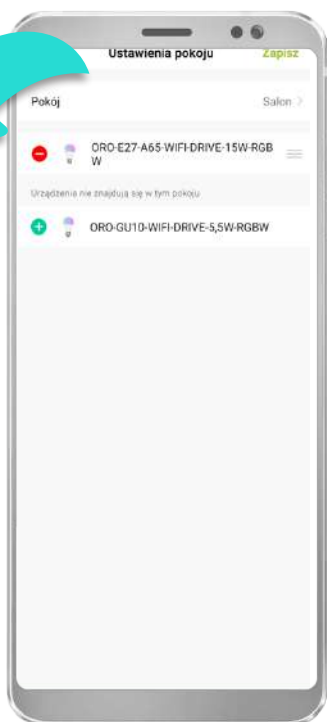 Ustawienia pokoju Zapisz
Pokój Salon
ORO-E27-A65-WIFI-DRIVE-15W-RGB
W
Urządzenia nie znajdują się w tym pokoju
ORO-GU10-WIFI-DRIVE-5,5W-RGBW